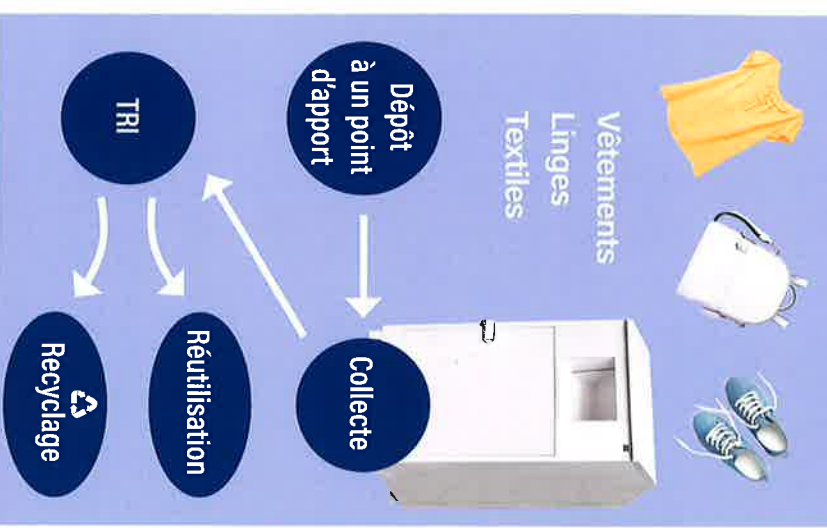 Vêtements
Linges
Textiles
Dépôt
à un point
d'apport
Collecte
TRI
Réutilisation
Recyclage